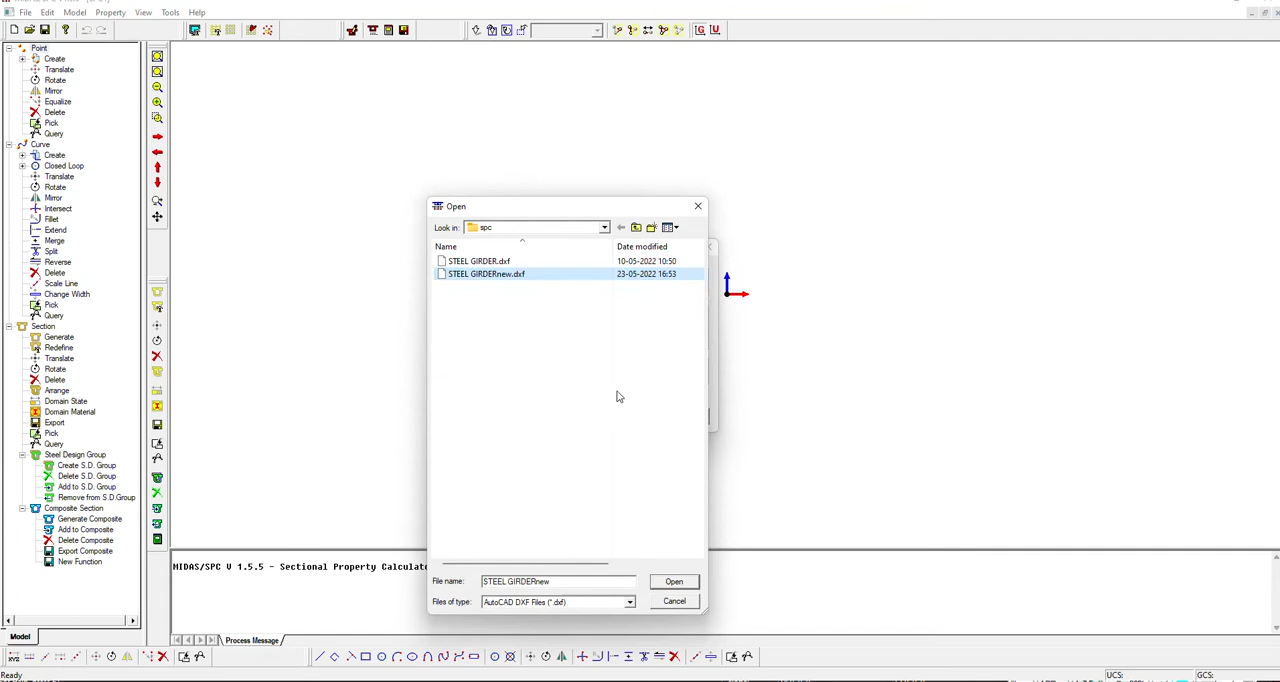 File Edit Model Property View Tools Help
G U
Point
Create
Translate
Rotate
Mirror
Equalize
Delete
Pick
Query
Curve
Create
Closed Loop
Translate
Rotate
Mirror
Intersect
Fillet
Extend
Merge
Split
Reverse
Delete
Scale Line
Change Width
Pick
Query
Section
Generate
Redefine
Translate
Rotate
Delete
Arrange
Domain State
Domain Material
Export
Pick
Query
Steel Design Group
Create S.D. Group
Delete S.D. Group
Add to S.D. Group
Remove from S.D.Group
Composite Section
Generate Composite
Add to Composite
Delete Composite
Export Composite
New Function
Model
Open
Look in: spc
Name Date modified
STEEL GIRDER.dxf 10-05-2022 10:50
STEEL GIRDERnew.dxf 23-05-2022 16:53
File name: STEEL GIRDERnew Open
Files of type: AutoCAD DXF Files (*.dxf) Cancel
MIDAS/SPC V 1.5.5 - Sectional Property Calculato
Process Message
XYZ
Ready UCS: GCS: